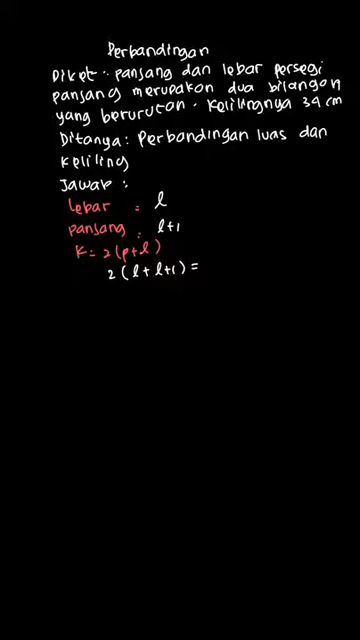 Perbandingan
Diket : panjang dan lebar persegi
panjang merupakan dua bilangan
yang berurutan. Kelilingnya 34 cm
Ditanya : Perbandingan luas dan
Keliling
Jawab :
lebar : l
panjang : l+1
K = 2(p+l)
2(l+l+1) =